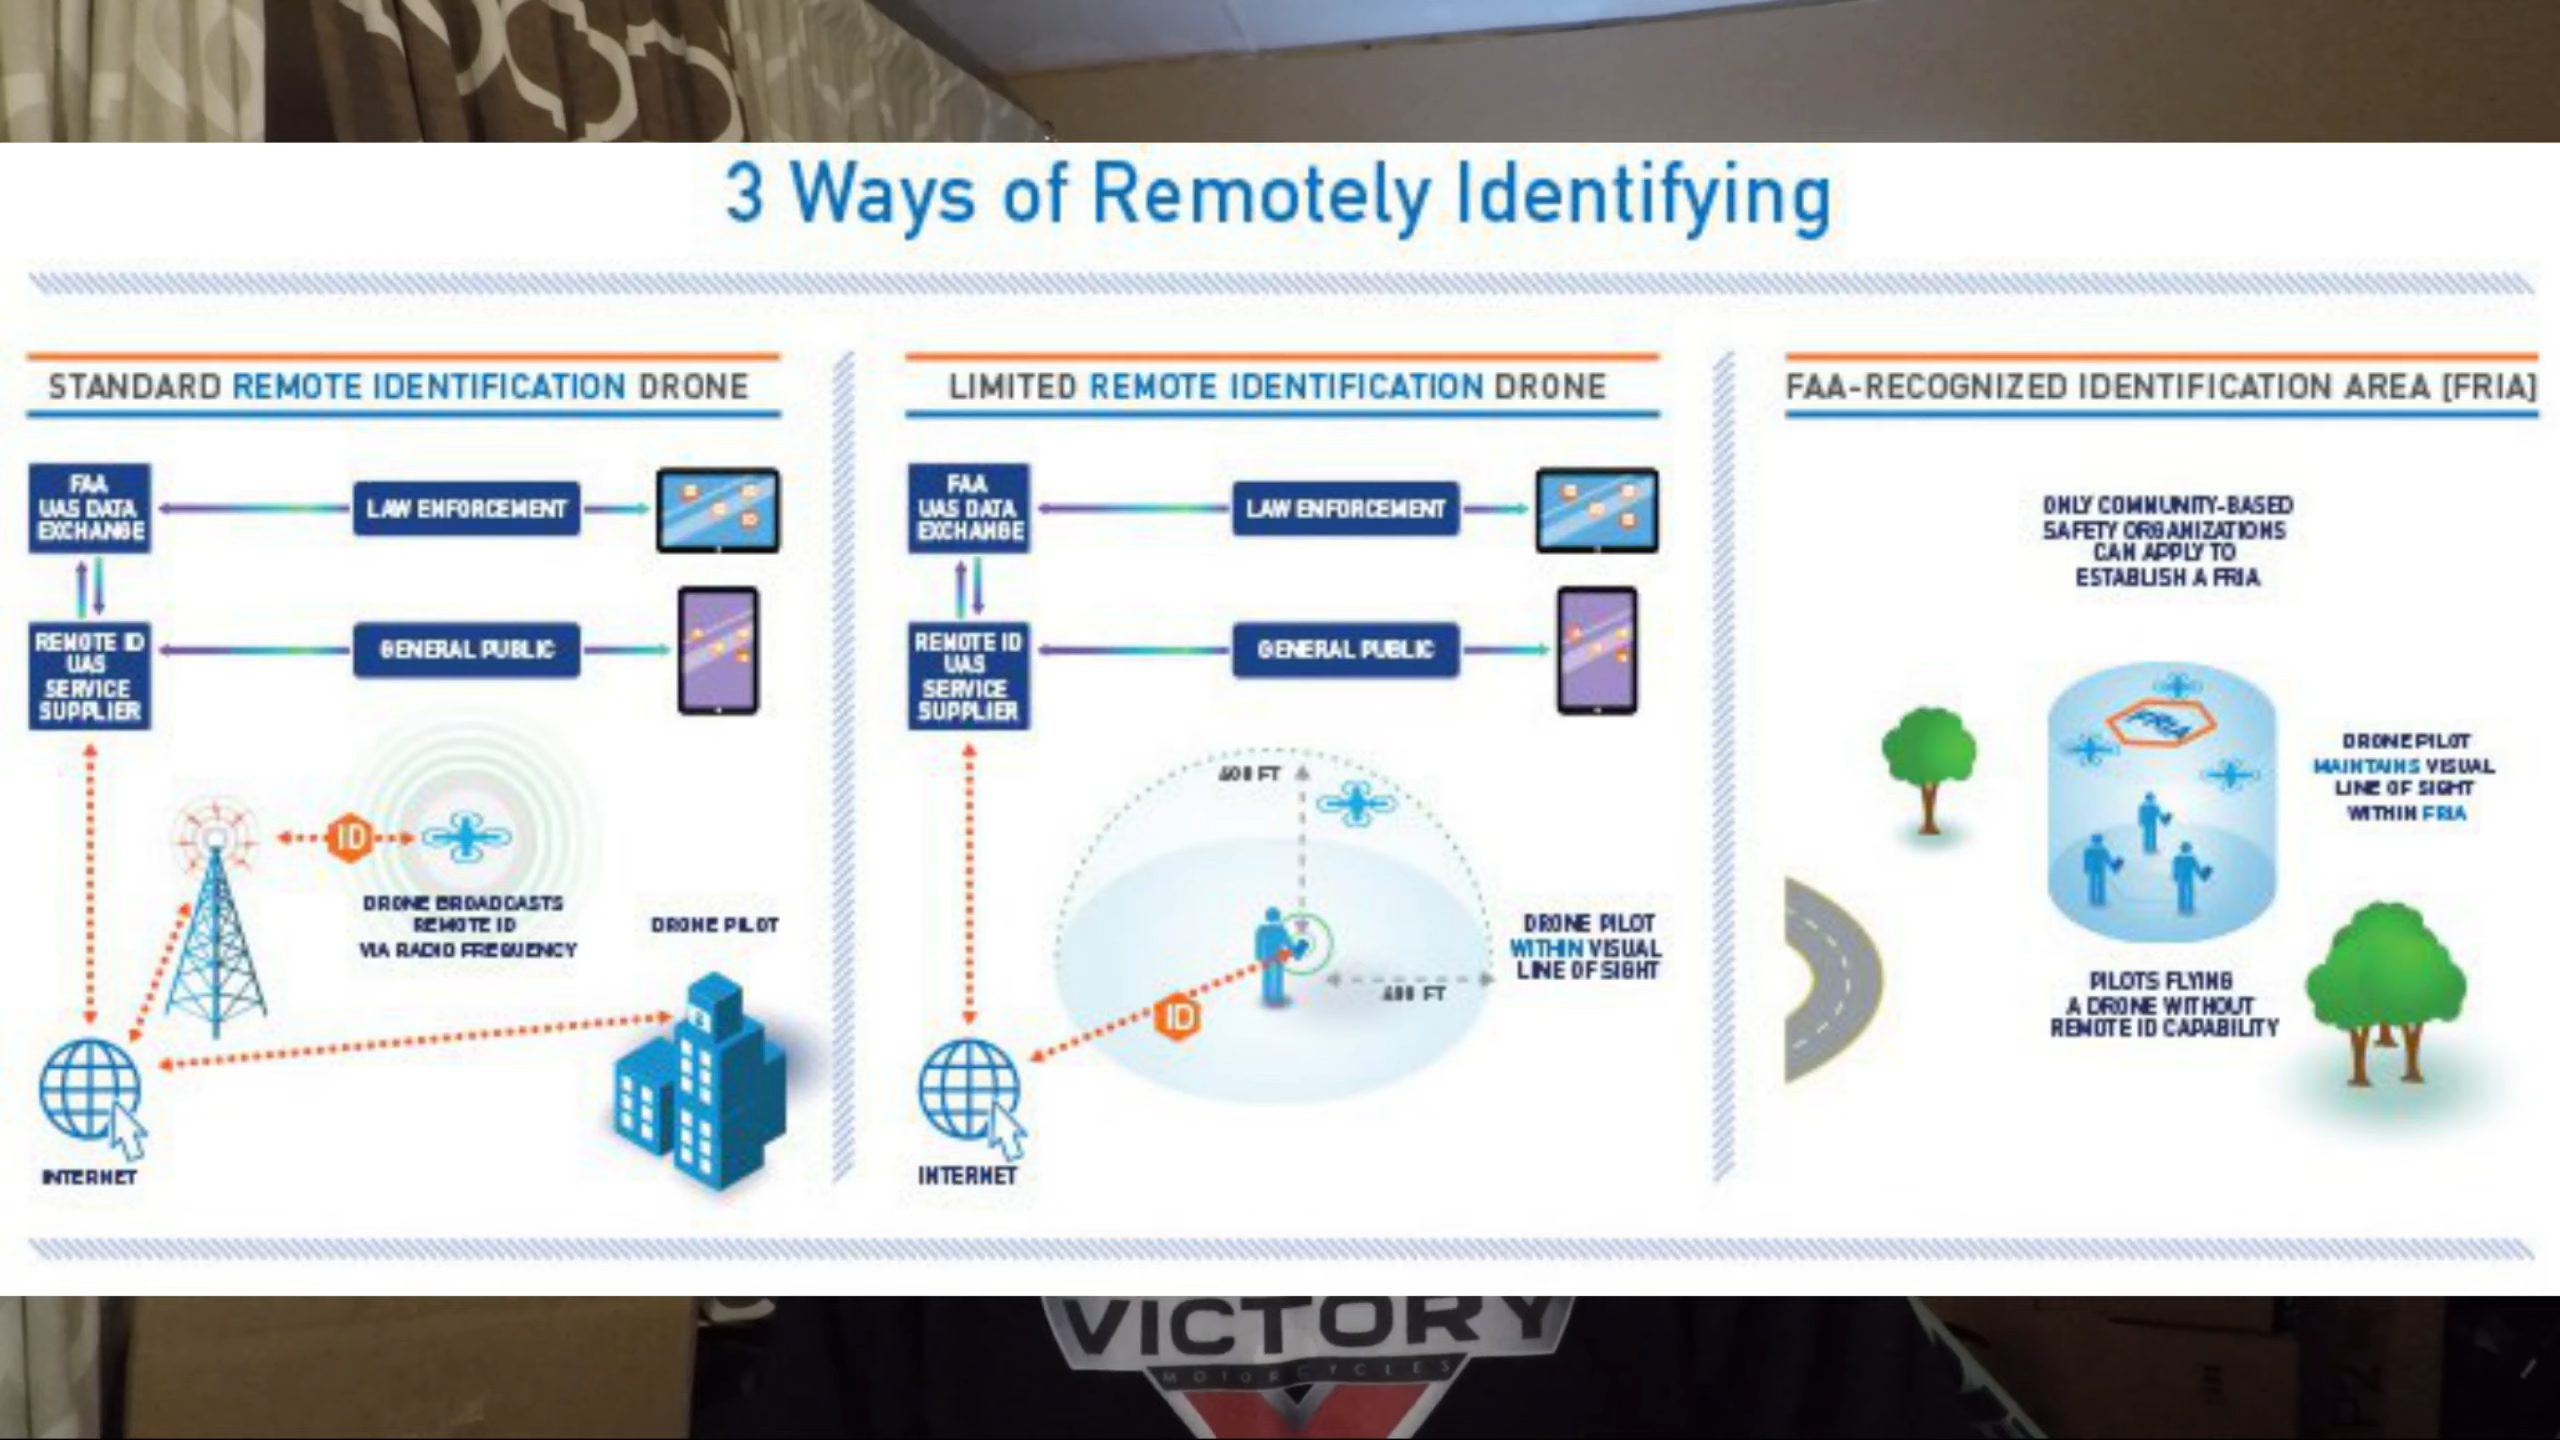 3 Ways of Remotely Identifying
STANDARD REMOTE IDENTIFICATION DRONE
FAA
UAS DATA
EXCHANGE
LAW ENFORCEMENT
REMOTE ID
UAS
SERVICE
SUPPLIER
GENERAL PUBLIC
ID
DRONE BROADCASTS
REMOTE ID
VIA RADIO FREQUENCY
DRONE PILOT
INTERNET
LIMITED REMOTE IDENTIFICATION DRONE
FAA
UAS DATA
EXCHANGE
LAW ENFORCEMENT
REMOTE ID
UAS
SERVICE
SUPPLIER
GENERAL PUBLIC
400 FT
DRONE PILOT
WITHIN VISUAL
LINE OF SIGHT
400 FT
ID
INTERNET
FAA-RECOGNIZED IDENTIFICATION AREA [FRIA]
ONLY COMMUNITY-BASED
SAFETY ORGANIZATIONS
CAN APPLY TO
ESTABLISH A FRIA
FRIA
DRONE PILOT
MAINTAINS VISUAL
LINE OF SIGHT
WITHIN FRIA
PILOTS FLYING
A DRONE WITHOUT
REMOTE ID CAPABILITY
VICTORY
MOTORCYCLES